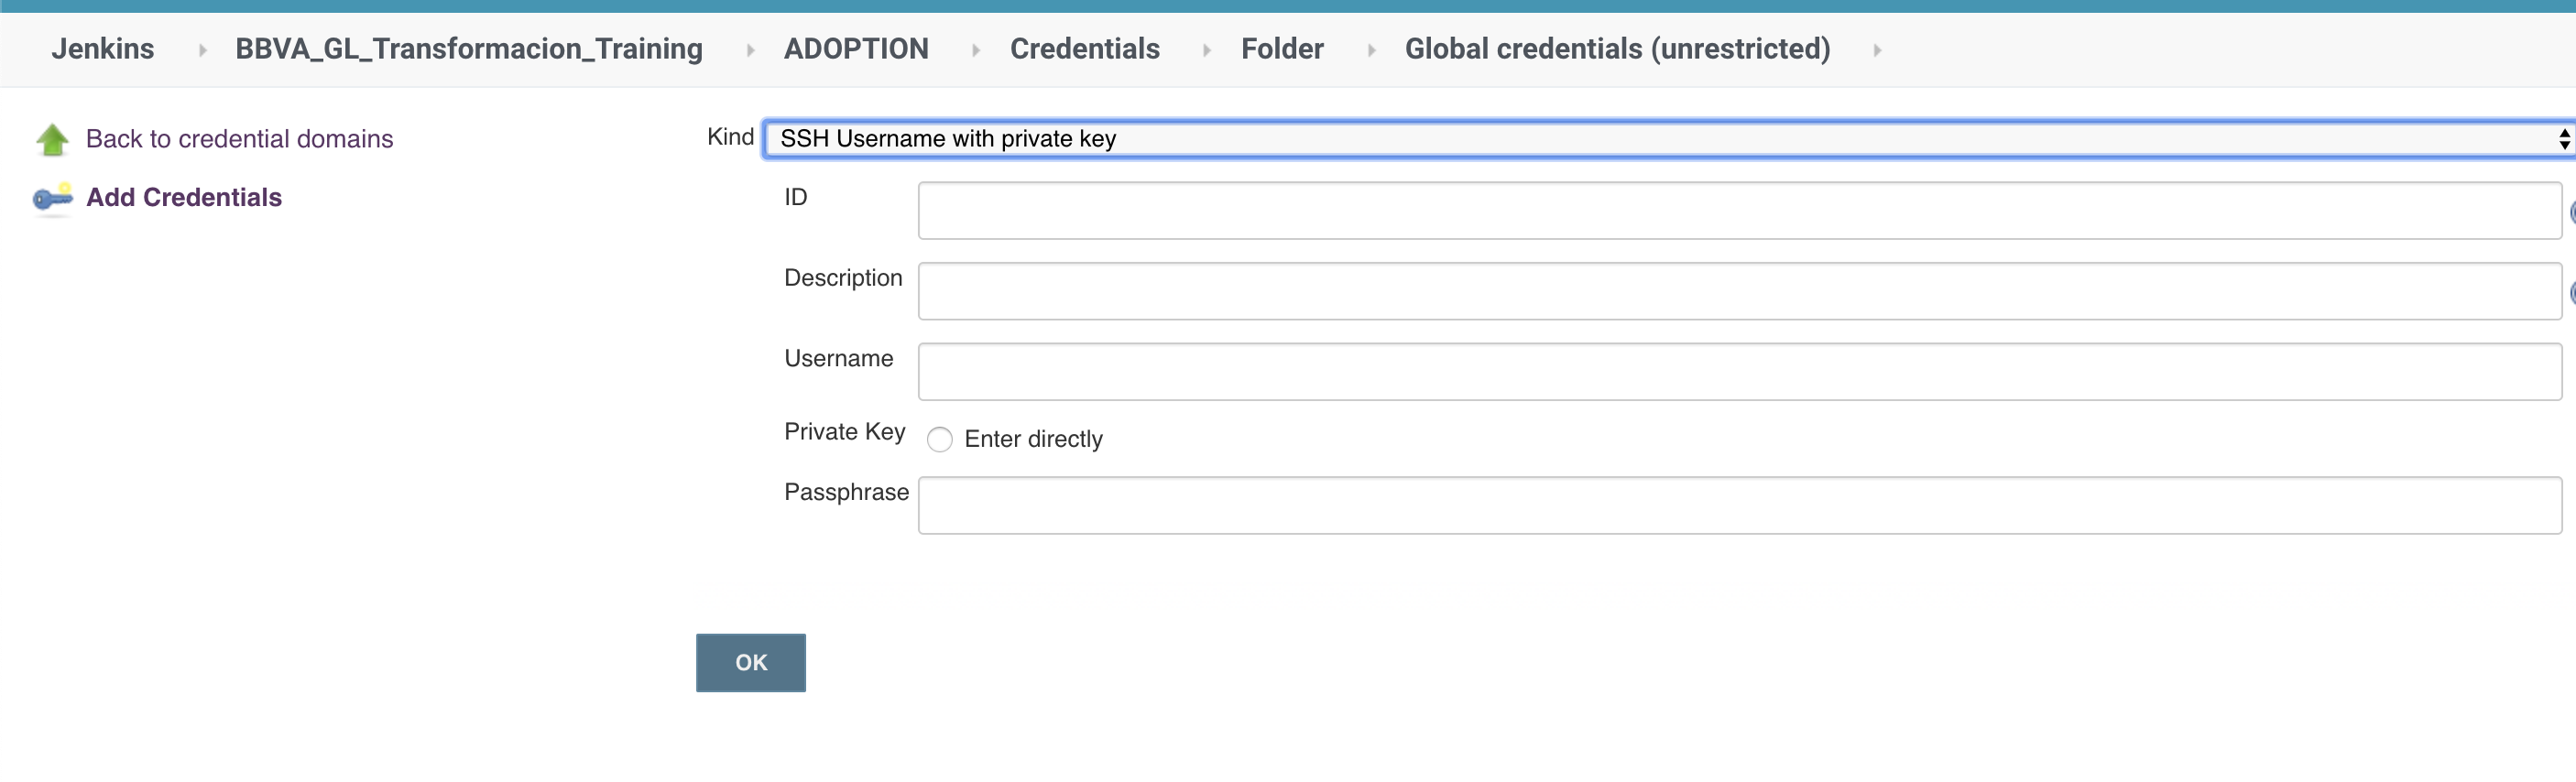 Jenkins BBVA_GL_Transformacion_Training ADOPTION Credentials Folder Global credentials (unrestricted)
Back to credential domains
Add Credentials
Kind SSH Username with private key
ID
Description
Username
Private Key Enter directly
Passphrase
OK